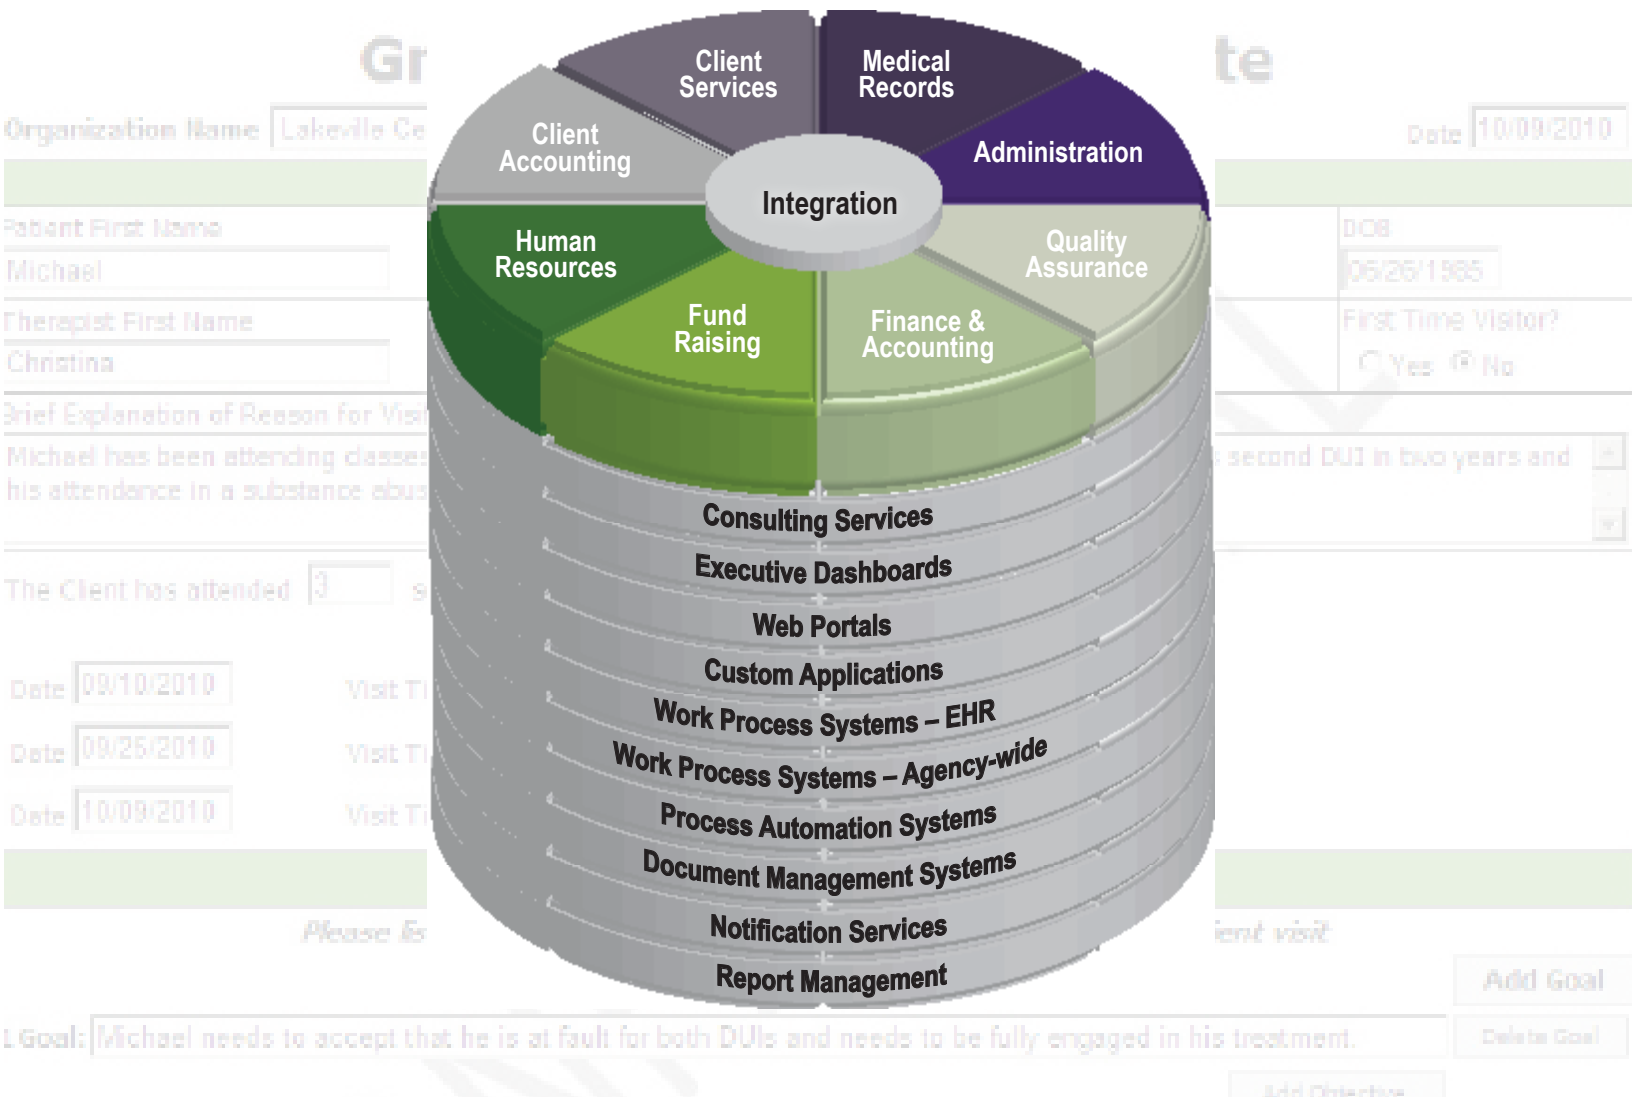 Gr
te
Organization Name Lakeville Ce
Date 10/09/2010
Client
Services
Medical
Records
Client
Accounting
Administration
Integration
Human
Resources
Quality
Assurance
Fund
Raising
Finance &
Accounting
Patient First Name
DOB
Michael
06/26/1985
Therapist First Name
First Time Visitor?
Christina
Yes No
Brief Explanation of Reason for Visi
Michael has been attending classes
second DUI in two years and
his attendance in a substance abus
The Client has attended 3 s
Consulting Services
Executive Dashboards
Web Portals
Custom Applications
Work Process Systems – EHR
Work Process Systems – Agency-wide
Process Automation Systems
Document Management Systems
Notification Services
Report Management
Date 09/10/2010 Visit Ti
Date 09/25/2010 Visit Ti
Date 10/09/2010 Visit Ti
Please lis
ient visit
Add Goal
1 Goal: Michael needs to accept that he is at fault for both DUIs and needs to be fully engaged in his treatment.
Delete Goal
Add Objective